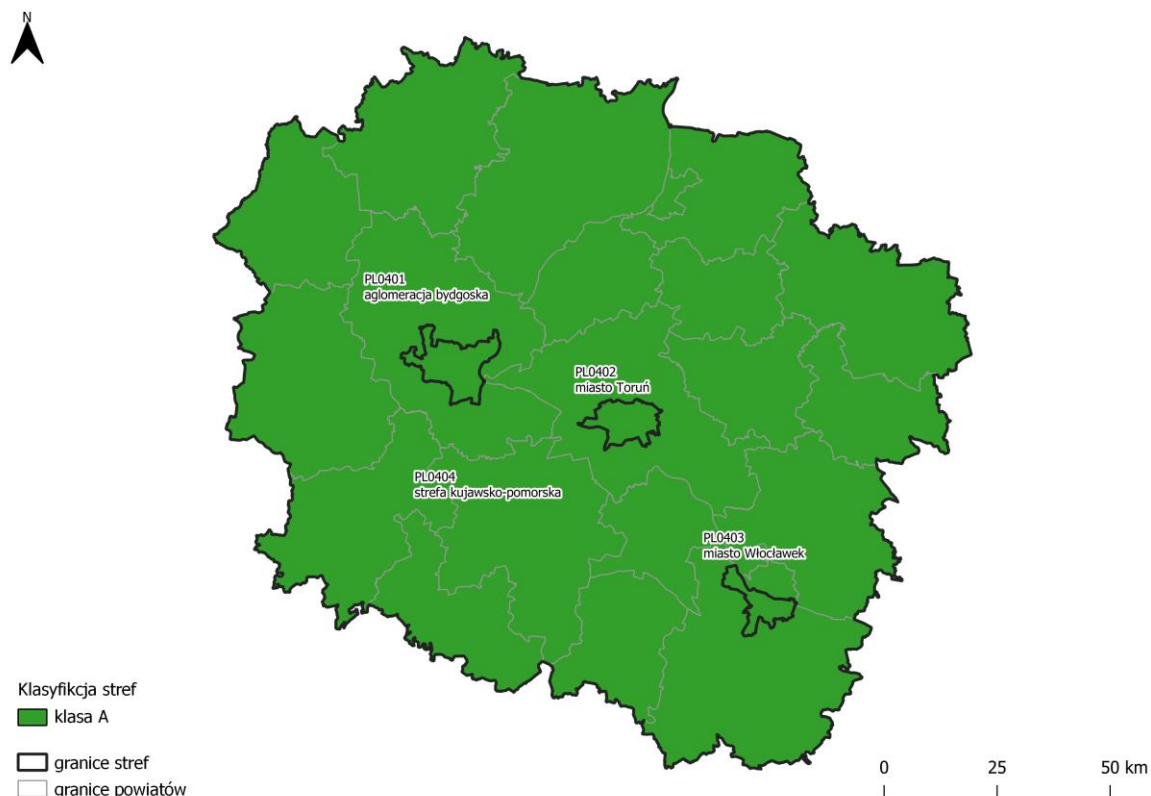 N
PL0401
aglomeracja bydgoska
PL0402
miasto Toruń
PL0404
strefa kujawsko-pomorska
PL0403
miasto Włocławek
Klasyfikcja stref
klasa A
granice stref
granice powiatów
0 25 50 km